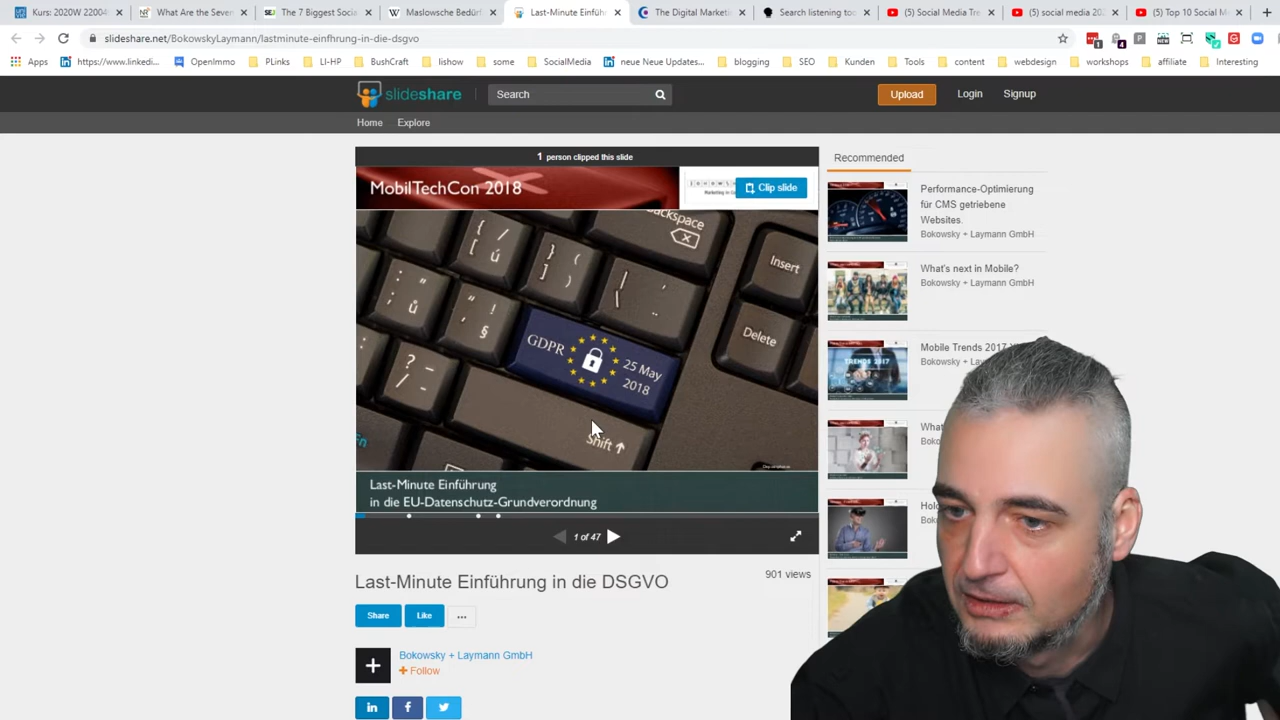 Kurs: 2020W 22004
What Are the Seven
The 7 Biggest Socia
Maslowsche Bedürf
Last-Minute Einfüh
The Digital Marketi
Search listening too
(5) Social Media Tre
(5) social media 202
(5) Top 10 Social M
slideshare.net/BokowskyLaymann/lastminute-einfhrung-in-die-dsgvo
Apps
https://www.linkedi...
OpenImmo
PLinks
LI-HP
BushCraft
lishow
some
SocialMedia
neue Neue Updates...
blogging
SEO
Kunden
Tools
content
webdesign
workshops
affiliate
Interesting
slideshare
Search
Upload
Login
Signup
Home
Explore
1 person clipped this slide
MobilTechCon 2018
Clip slide
Backspace
Insert
Delete
GDPR
25 May
2018
Shift
Fn
Last-Minute Einführung
in die EU-Datenschutz-Grundverordnung
1 of 47
Last-Minute Einführung in die DSGVO
901 views
Share
Like
...
Bokowsky + Laymann GmbH
+ Follow
in
f
Recommended
Performance-Optimierung
für CMS getriebene
Websites.
Bokowsky + Laymann GmbH
What's next in Mobile?
Bokowsky + Laymann GmbH
Mobile Trends 2017